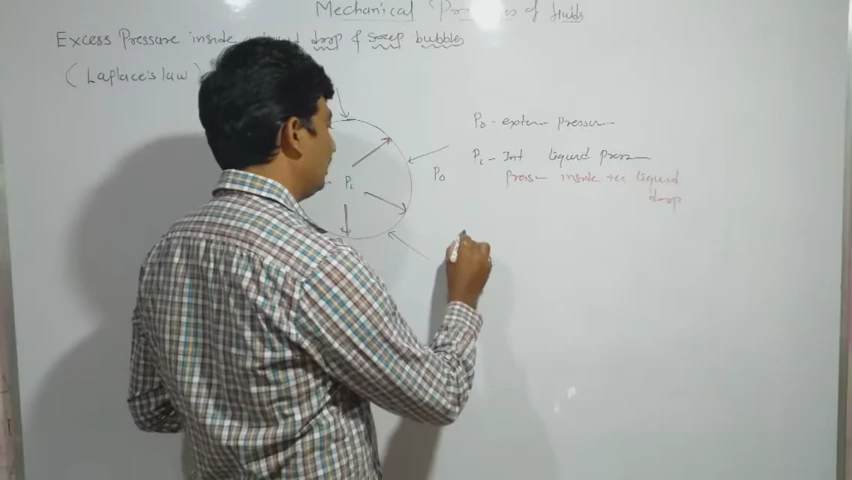 Mechanical Properties of fluids
Excess Pressure inside drop & soap bubbles
(Laplace's law)
Pi
Po
Po - extern pressure
Pi - Int liquid press
press inside the liquid
drop